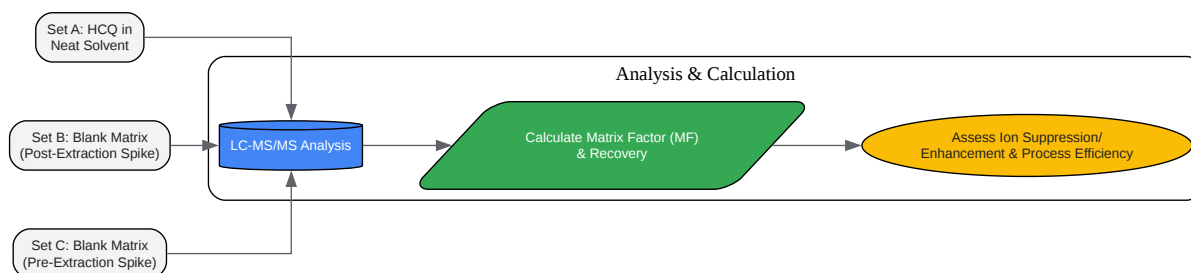 Set A: HCQ in
Neat Solvent
Analysis & Calculation
Set B: Blank Matrix
(Post-Extraction Spike)
LC-MS/MS Analysis
Calculate Matrix Factor (MF)
& Recovery
Assess Ion Suppression/
Enhancement & Process Efficiency
Set C: Blank Matrix
(Pre-Extraction Spike)